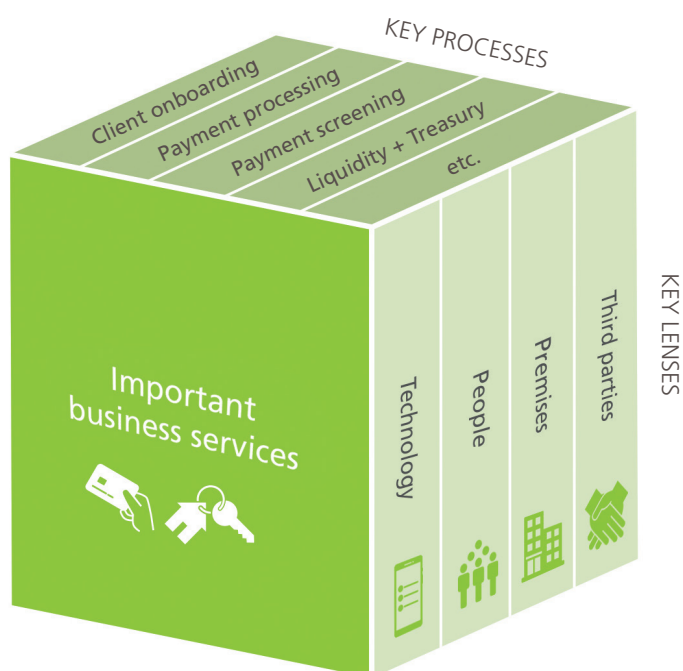 KEY PROCESSES
Client onboarding
Payment processing
Payment screening
Liquidity + Treasury
etc.
Important
business services
Technology
People
Premises
Third parties
KEY LENSES